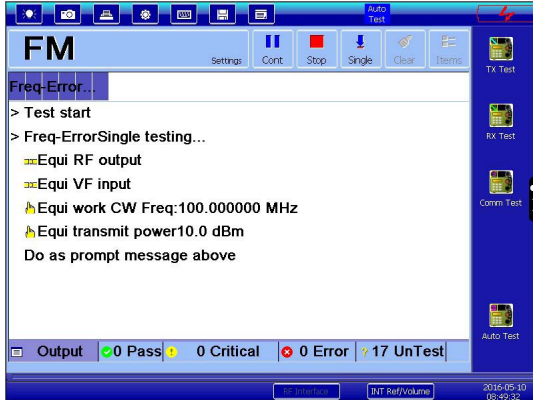 Auto
Test
FM
Settings
Cont
Stop
Single
Clear
Items
TX Test
Freq-Error...
> Test start
> Freq-ErrorSingle testing...
RX Test
Equi RF output
Equi VF input
Equi work CW Freq:100.000000 MHz
Comm Test
Equi transmit power10.0 dBm
Do as prompt message above
Auto Test
Output 0 Pass 0 Critical 0 Error 17 UnTest
RF Interface
INT Ref/Volume
2016-05-10
08:49:32